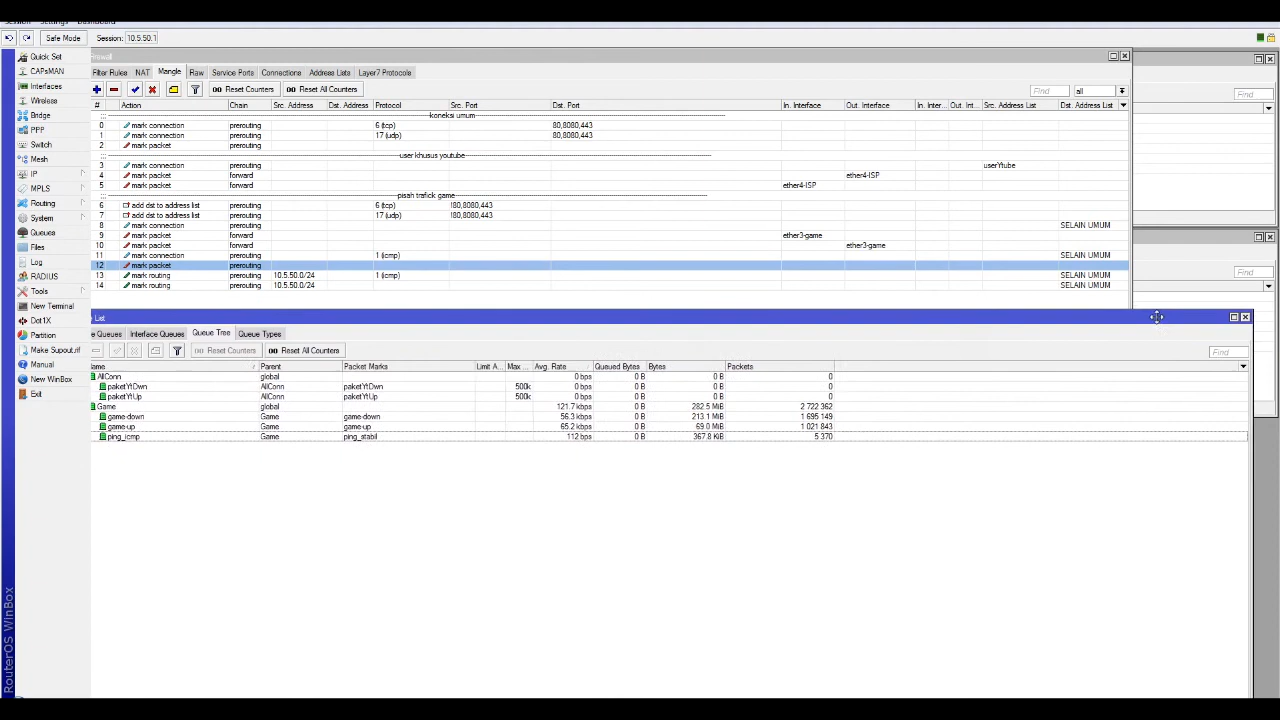 Session Settings Dashboard
Safe Mode Session: 10.5.50.1
Quick Set
CAPsMAN
Interfaces
Wireless
Bridge
PPP
Switch
Mesh
IP
MPLS
Routing
System
Queues
Files
Log
RADIUS
Tools
New Terminal
Dot1X
Partition
Make Supout.rif
Manual
New WinBox
Exit
RouterOS WinBox
Firewall
Filter Rules NAT Mangle Raw Service Ports Connections Address Lists Layer7 Protocols
Reset Counters Reset All Counters Find all
# Action Chain Src. Address Dst. Address Protocol Src. Port Dst. Port In. Interface Out. Interface In. Inter... Out. Int... Src. Address List Dst. Address List
::: koneksi umum
0 mark connection prerouting 6 (tcp) 80,8080,443
1 mark connection prerouting 17 (udp) 80,8080,443
2 mark packet prerouting
::: user khusus youtube
3 mark connection prerouting userYtube
4 mark packet forward ether4-ISP
5 mark packet forward ether4-ISP
::: pisah trafick game
6 add dst to address list prerouting 6 (tcp) !80,8080,443
7 add dst to address list prerouting 17 (udp) !80,8080,443
8 mark connection prerouting SELAIN UMUM
9 mark packet forward ether3-game
10 mark packet forward ether3-game
11 mark connection prerouting 1 (icmp) SELAIN UMUM
12 mark packet prerouting
13 mark routing prerouting 10.5.50.0/24 1 (icmp) SELAIN UMUM
14 mark routing prerouting 10.5.50.0/24 SELAIN UMUM
List
Queues Interface Queues Queue Tree Queue Types
Reset Counters Reset All Counters Find
Name Parent Packet Marks Limit A... Max ... Avg. Rate Queued Bytes Bytes Packets
AllConn global 0 bps 0 B 0 B 0
paketYtDwn AllConn paketYtDwn 500k 0 bps 0 B 0 B 0
paketYtUp AllConn paketYtUp 500k 0 bps 0 B 0 B 0
Game global 121.7 kbps 0 B 282.5 MiB 2 722 362
game-down Game game-down 56.3 kbps 0 B 213.1 MiB 1 695 149
game-up Game game-up 65.2 kbps 0 B 69.0 MiB 1 021 843
ping_icmp Game ping_stabil 112 bps 0 B 367.8 KiB 5 370
Find
Find